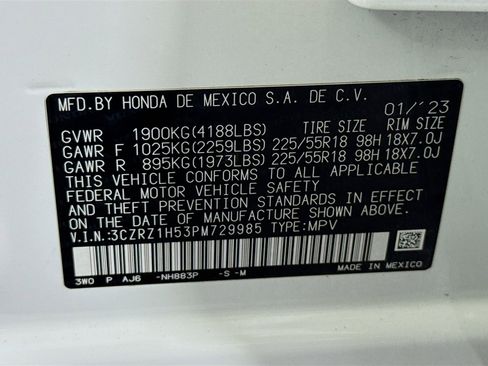 MFD.BY HONDA DE MEXICO S.A. DE C.V.
01/'23
GVWR 1900KG(4188LBS) TIRE SIZE RIM SIZE
GAWR F 1025KG(2259LBS) 225/55R18 98H 18X7.0J
GAWR R 895KG(1973LBS) 225/55R18 98H 18X7.0J
THIS VEHICLE CONFORMS TO ALL APPLICABLE
FEDERAL MOTOR VEHICLE SAFETY
AND THEFT PREVENTION STANDARDS IN EFFECT
ON THE DATE OF MANUFACTURE SHOWN ABOVE.
V.I.N.:3CZRZ1H53PM729985 TYPE:MPV
3W0 P AJ6 -NH883P -S -M
MADE IN MEXICO